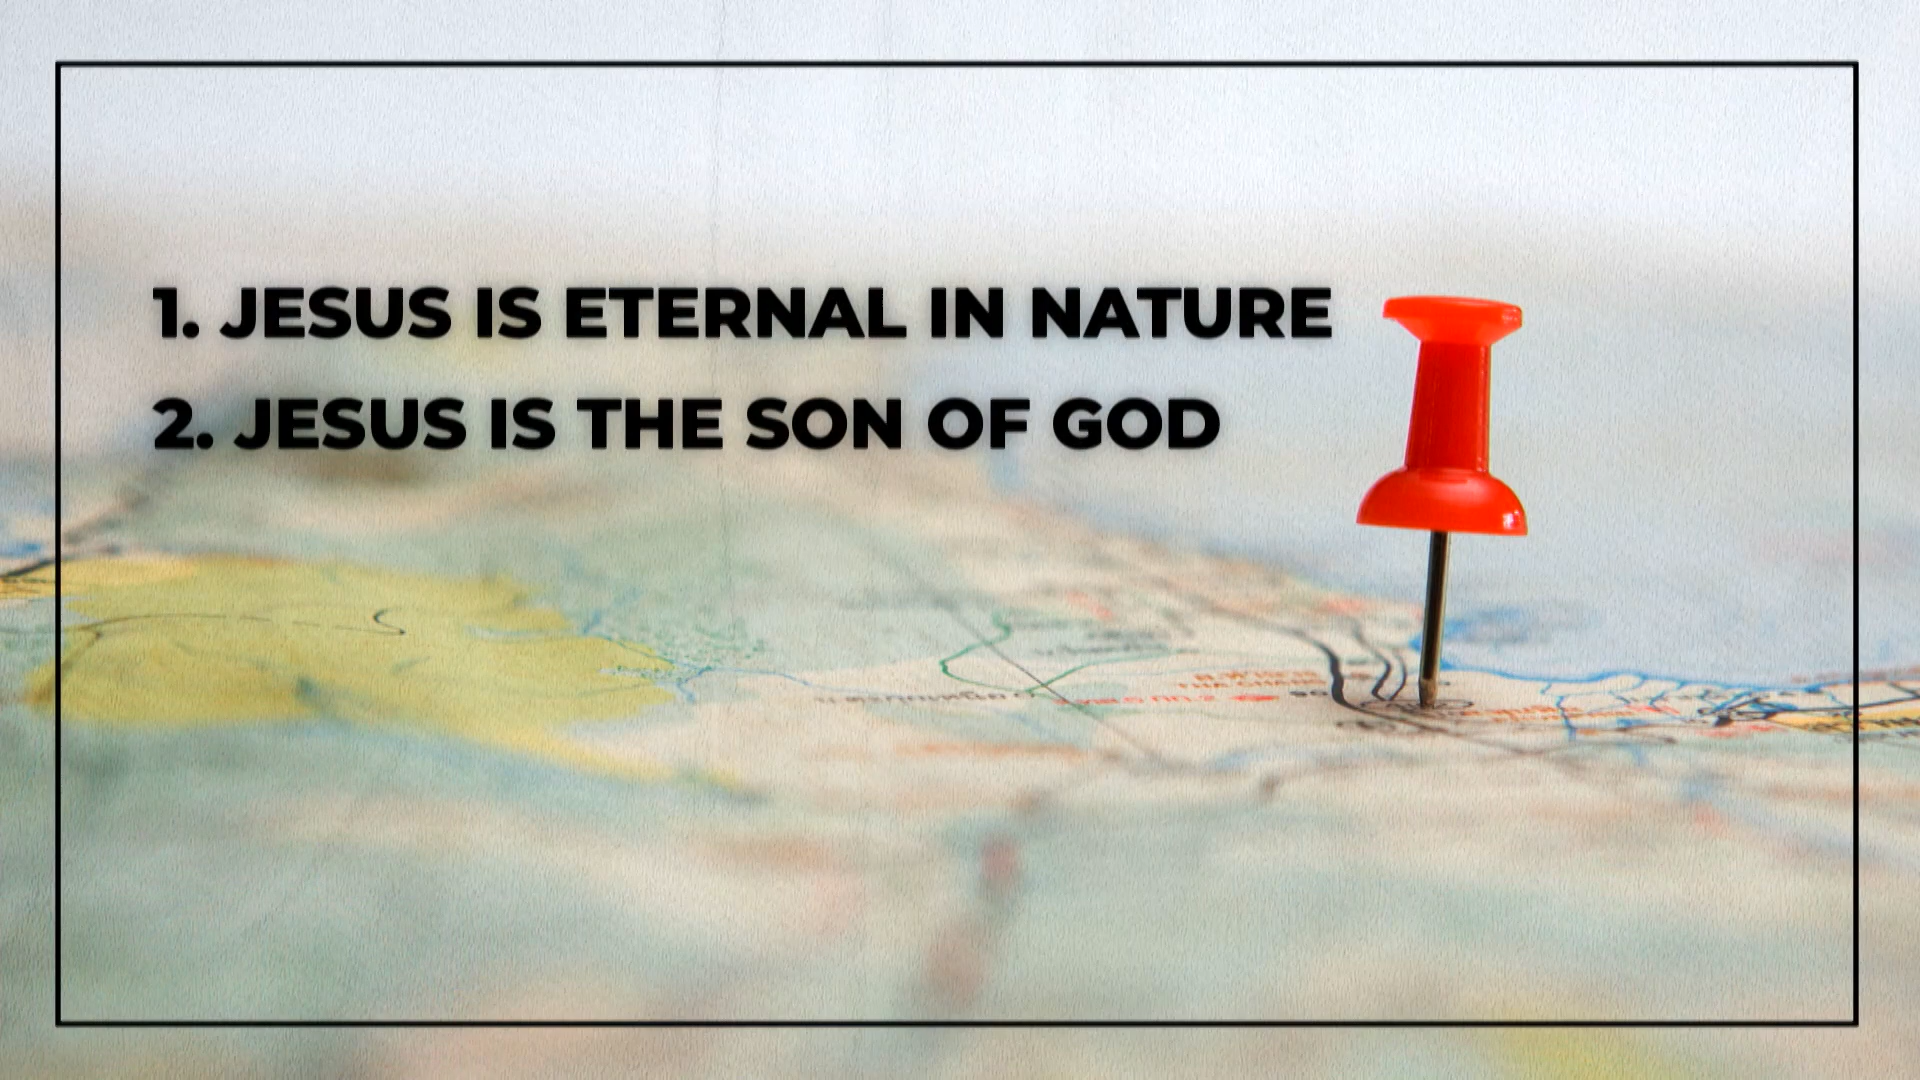 1. JESUS IS ETERNAL IN NATURE
2. JESUS IS THE SON OF GOD